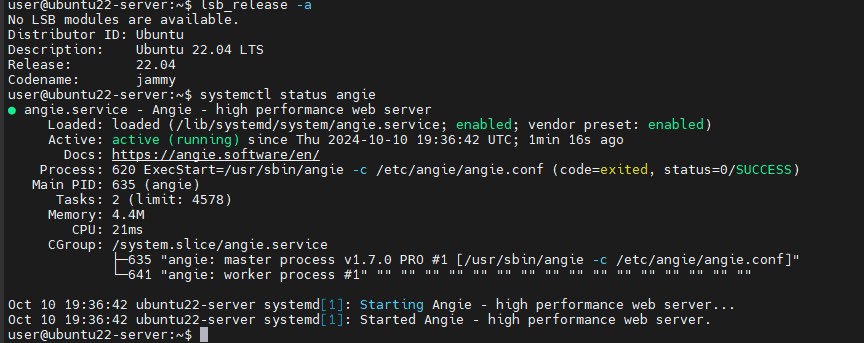 user@ubuntu22-server:~$ lsb_release -a
No LSB modules are available.
Distributor ID: Ubuntu
Description:    Ubuntu 22.04 LTS
Release:        22.04
Codename:       jammy
user@ubuntu22-server:~$ systemctl status angie
● angie.service - Angie - high performance web server
     Loaded: loaded (/lib/systemd/system/angie.service; enabled; vendor preset: enabled)
     Active: active (running) since Thu 2024-10-10 19:36:42 UTC; 1min 16s ago
       Docs: https://angie.software/en/
    Process: 620 ExecStart=/usr/sbin/angie -c /etc/angie/angie.conf (code=exited, status=0/SUCCESS)
   Main PID: 635 (angie)
      Tasks: 2 (limit: 4578)
     Memory: 4.4M
        CPU: 21ms
     CGroup: /system.slice/angie.service
             ├─635 "angie: master process v1.7.0 PRO #1 [/usr/sbin/angie -c /etc/angie/angie.conf]"
             └─641 "angie: worker process #1" "" "" "" "" "" "" "" "" "" "" "" "" "" "" "" "" "" ""

Oct 10 19:36:42 ubuntu22-server systemd[1]: Starting Angie - high performance web server...
Oct 10 19:36:42 ubuntu22-server systemd[1]: Started Angie - high performance web server.
user@ubuntu22-server:~$